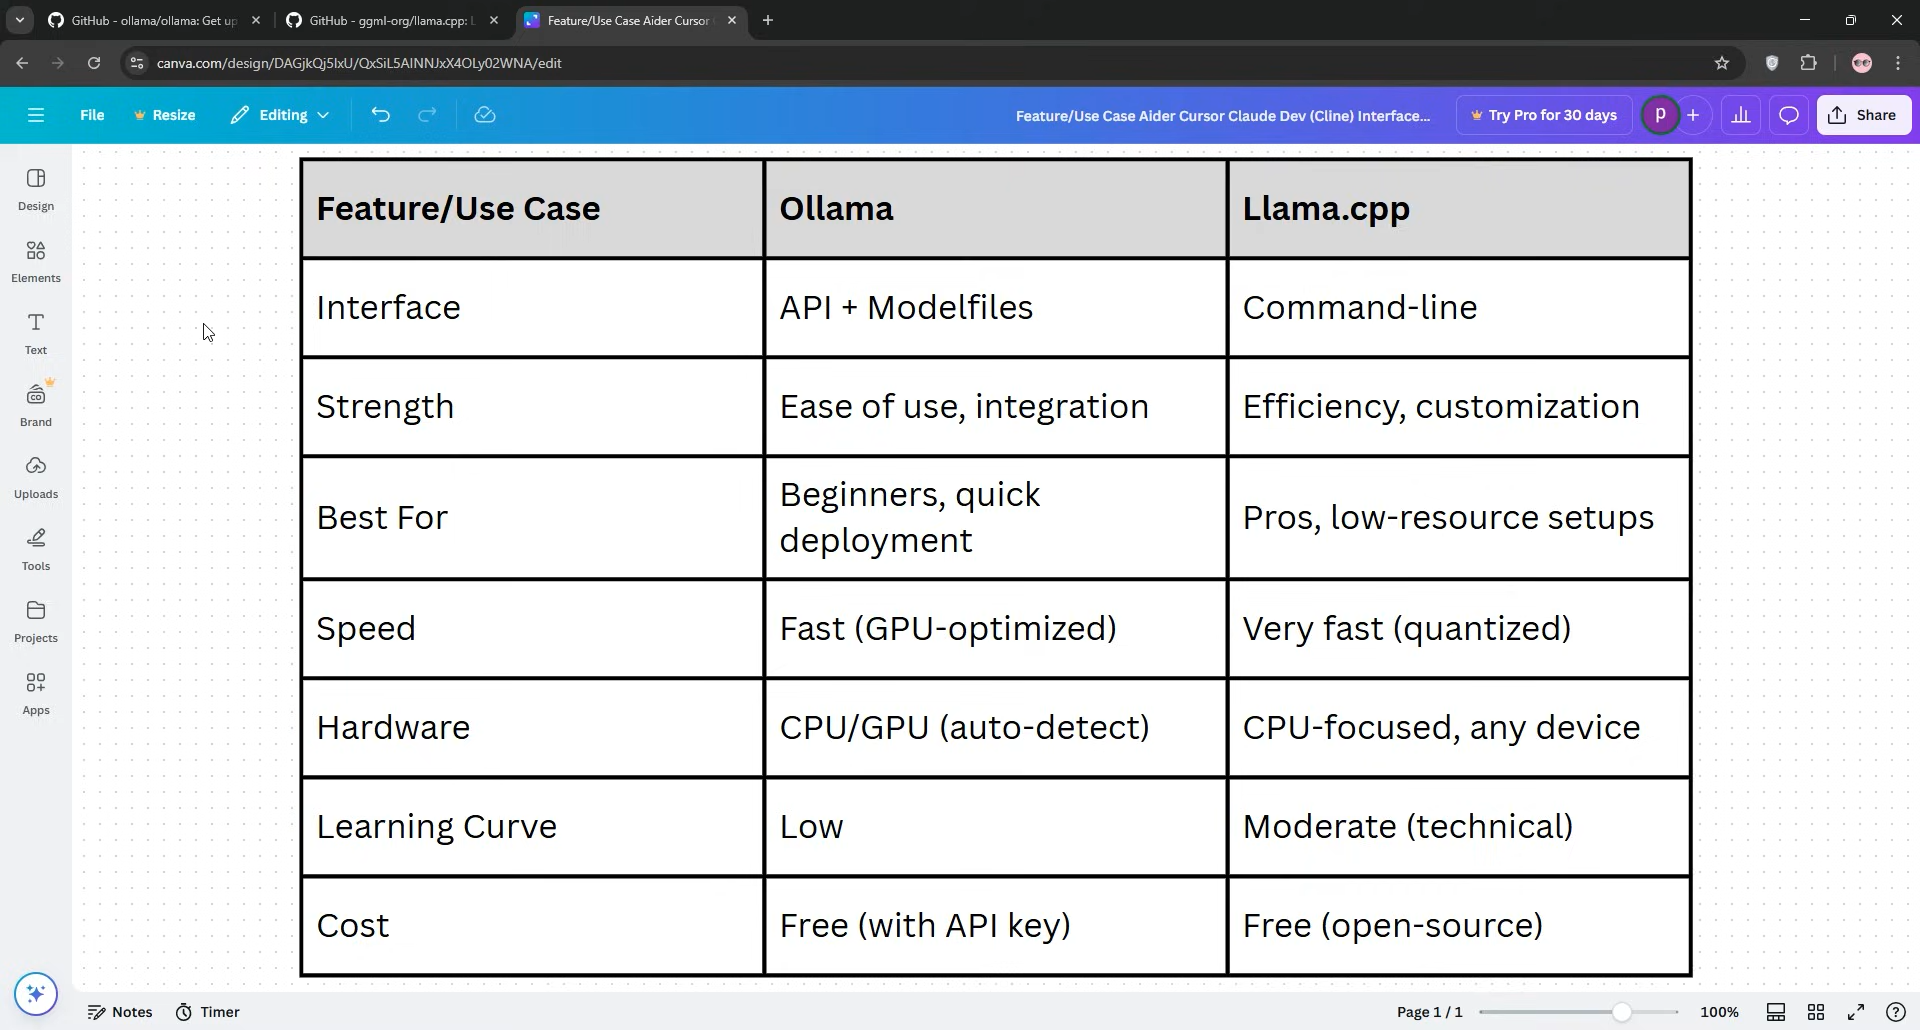 GitHub - ollama/ollama: Get up
GitHub - ggml-org/llama.cpp: L
Feature/Use Case Aider Cursor
canva.com/design/DAGjkQj5lxU/QxSiL5AINNJxX4OLy02WNA/edit
File
Resize
Editing
Feature/Use Case Aider Cursor Claude Dev (Cline) Interface...
Try Pro for 30 days
P
Share
Design
Elements
Text
Brand
Uploads
Tools
Projects
Apps
Feature/Use Case
Ollama
Llama.cpp
Interface
API + Modelfiles
Command-line
Strength
Ease of use, integration
Efficiency, customization
Best For
Beginners, quick
deployment
Pros, low-resource setups
Speed
Fast (GPU-optimized)
Very fast (quantized)
Hardware
CPU/GPU (auto-detect)
CPU-focused, any device
Learning Curve
Low
Moderate (technical)
Cost
Free (with API key)
Free (open-source)
Notes
Timer
Page 1 / 1
100%